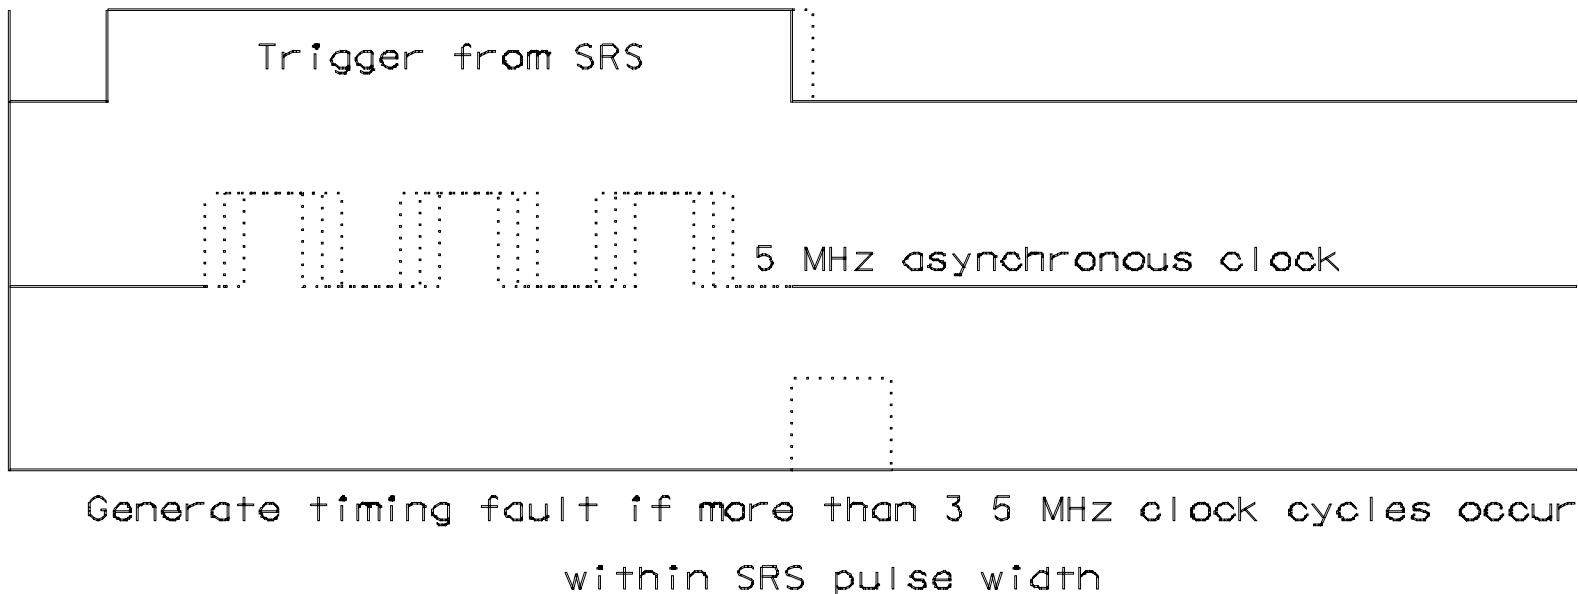 Trigger from SRS
5 MHz asynchronous clock
Generate timing fault if more than 3 5 MHz clock cycles occur
within SRS pulse width